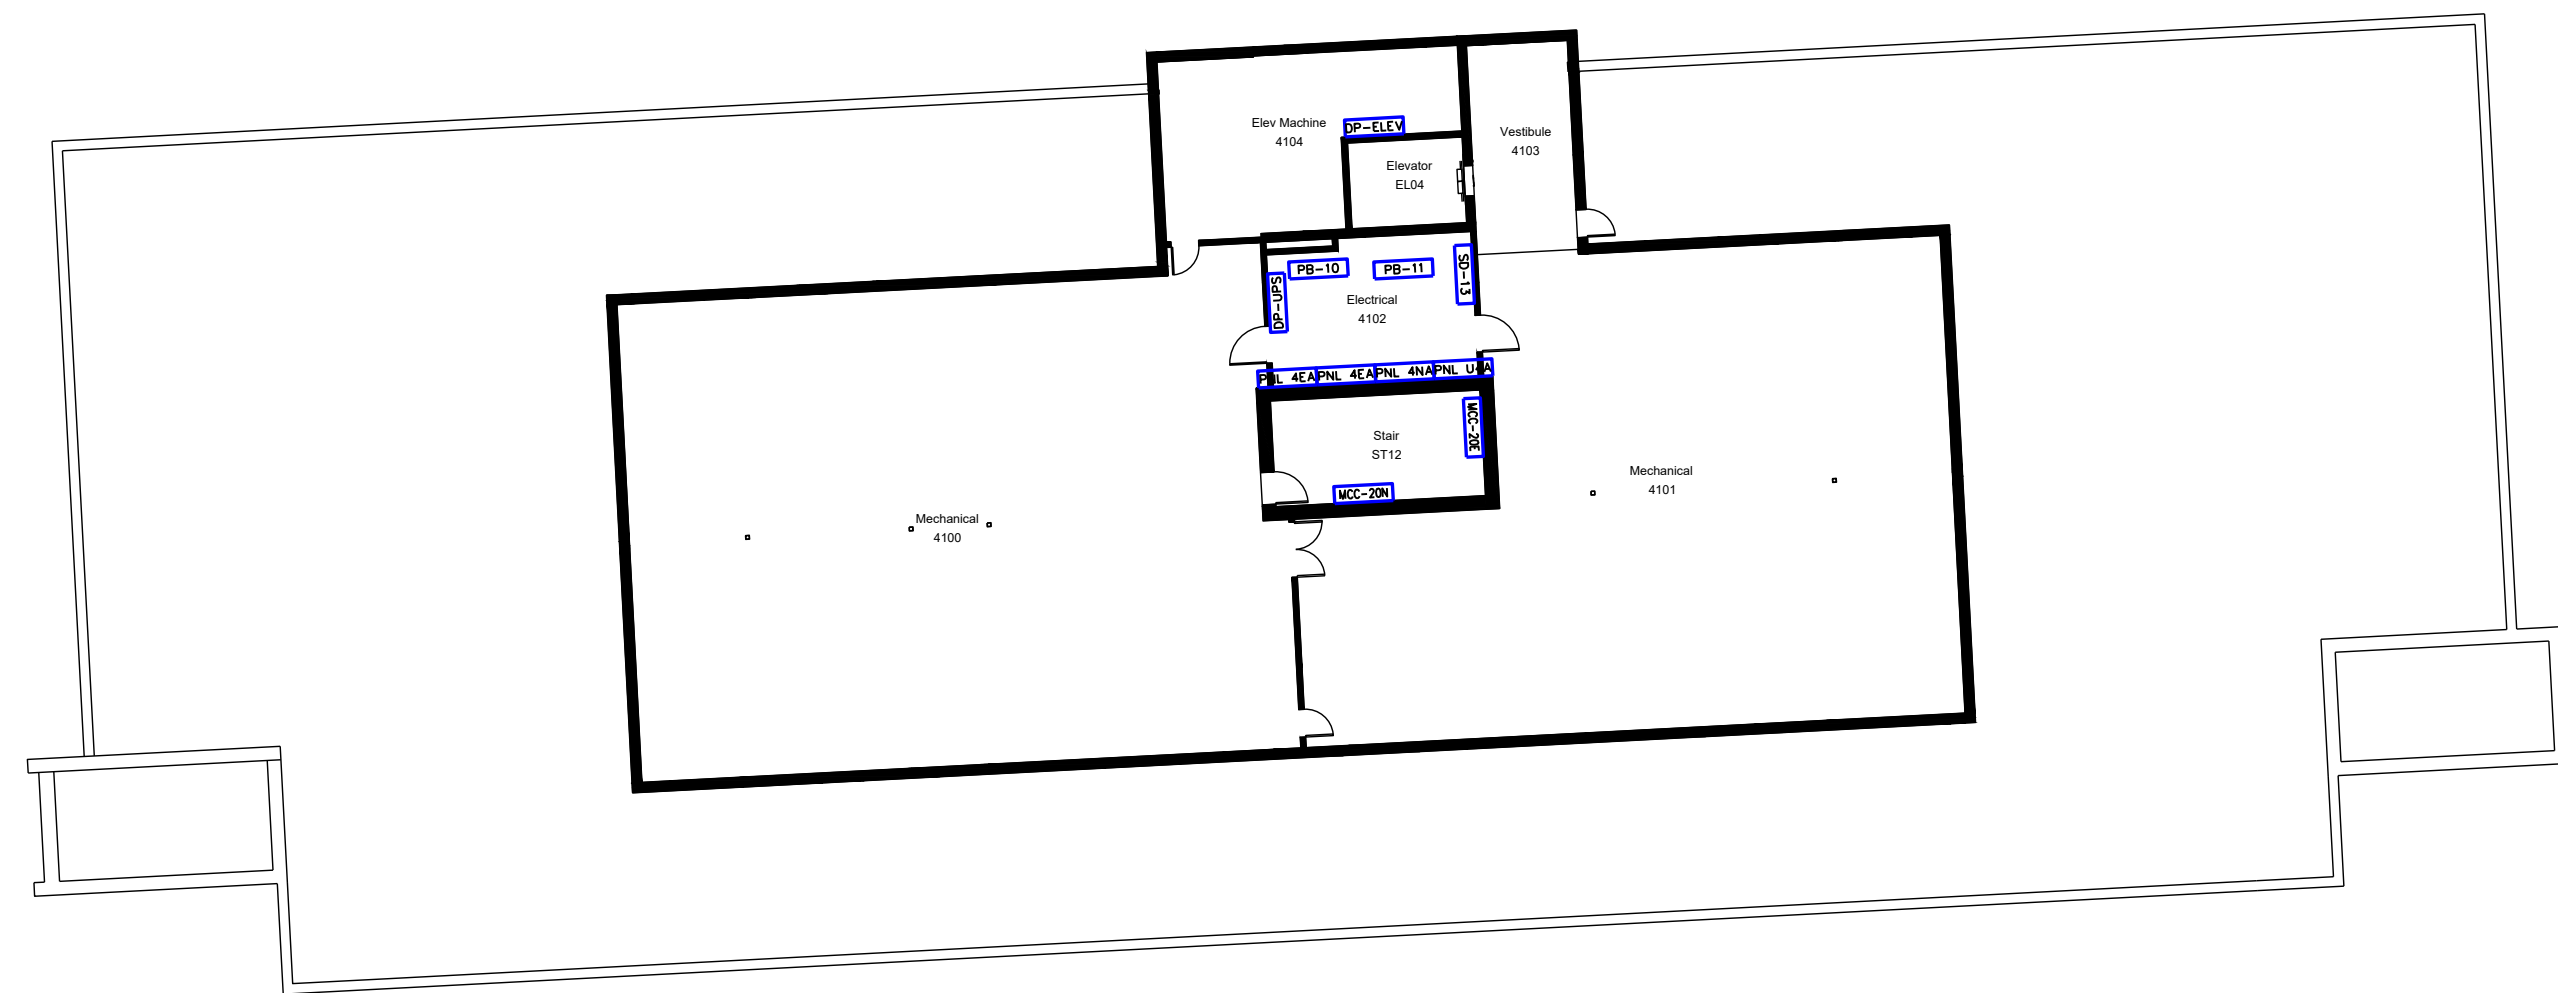 Elev Machine
4104
DP-ELEV
Vestibule
4103
Elevator
EL04
PB-10
PB-11
SD-13
DP-UPS
Electrical
4102
PNL 4EA
PNL 4EA
PNL 4NA
PNL U4A
Stair
ST12
MCC-20E
MCC-20N
Mechanical
4101
Mechanical
4100